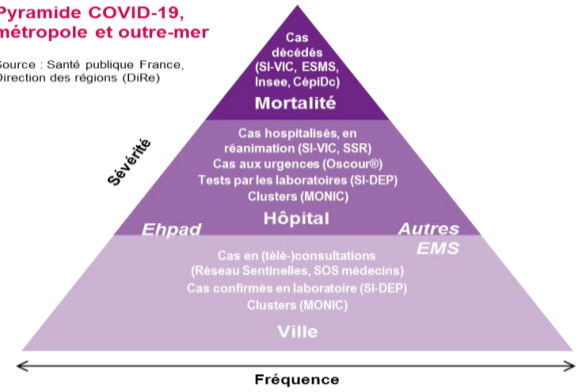 Pyramide COVID-19,
métropole et outre-mer
Source : Santé publique France,
Direction des régions (DiRe)
Cas
décédés
(SI-VIC, ESMS,
Insee, CépiDc)
Mortalité
Sévérité
Cas hospitalisés, en
réanimation (SI-VIC, SSR)
Cas aux urgences (Oscour®)
Tests par les laboratoires (SI-DEP)
Clusters (MONIC)
Hôpital
Ehpad
Autres
EMS
Cas en (télé-)consultations
(Réseau Sentinelles, SOS médecins)
Cas confirmés en laboratoire (SI-DEP)
Clusters (MONIC)
Ville
Fréquence